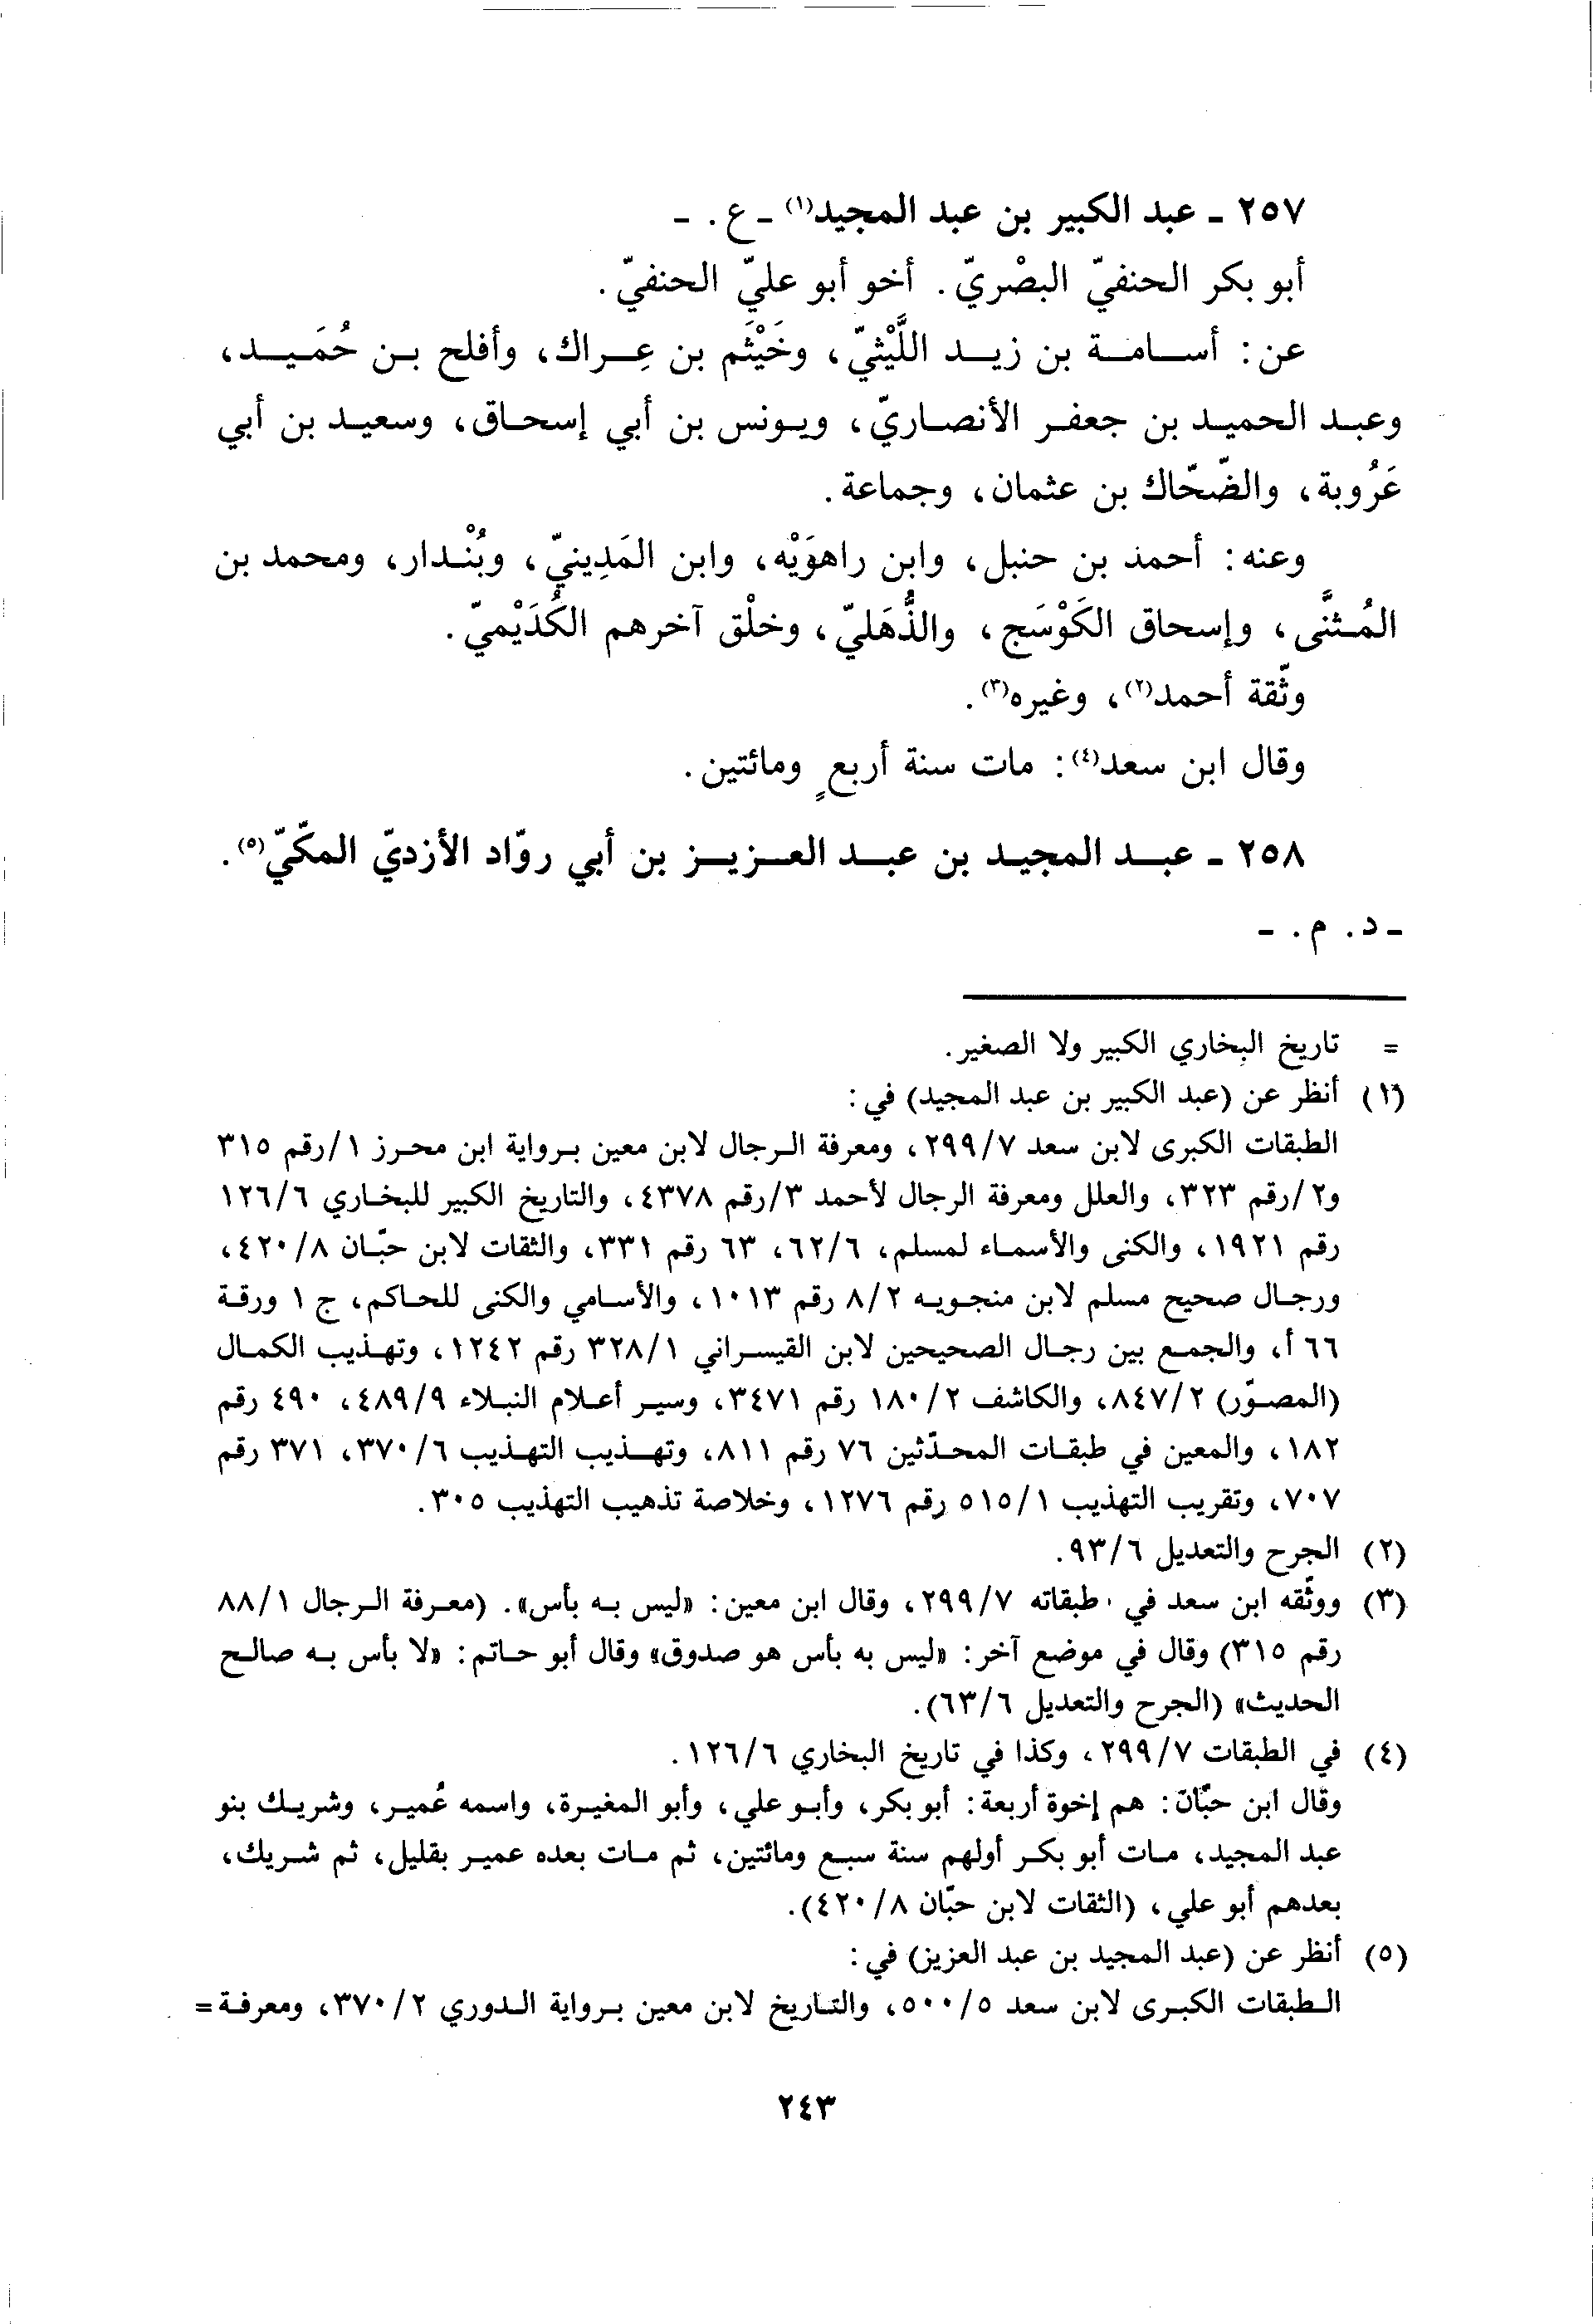 ٢٥٧ - عبد الكبير بن عبد المجيد(١) - ع. -
أبو بكر الحنفيّ البصْريّ. أخو أبو عليّ الحنفيّ.
عن: أسامة بن زيد اللَّيْثيّ، وخَيْثَم بن عِراك، وأفلح بن حُمَيد،
وعبد الحميد بن جعفر الأنصاريّ، ويونس بن أبي إسحاق، وسعيد بن أبي
عَرُوبة، والضّحّاك بن عثمان، وجماعة.
وعنه: أحمد بن حنبل، وابن راهوَيْه، وابن المَدِينيّ، وبُنْدار، ومحمد بن
المُثنَّى، وإسحاق الكَوْسَج، والذُّهَليّ، وخلْق آخرهم الكُدَيْميّ.
وثّقة أحمد(٢)، وغيره(٣).
وقال ابن سعد(٤): مات سنة أربعٍ ومائتين.
٢٥٨ - عبد المجيد بن عبد العزيز بن أبي روّاد الأزديّ المكّيّ(٥).
- د. م. -
= تاريخ البخاري الكبير ولا الصغير.
(١) أنظر عن (عبد الكبير بن عبد المجيد) في:
الطبقات الكبرى لابن سعد ٢٩٩/٧، ومعرفة الرجال لابن معين برواية ابن محرز ١/رقم ٣١٥
و٢/رقم ٣٢٣، والعلل ومعرفة الرجال لأحمد ٣/رقم ٤٣٧٨، والتاريخ الكبير للبخاري ١٢٦/٦
رقم ١٩٢١، والكنى والأسماء لمسلم، ٦٢/٦، ٦٣ رقم ٣٣١، والثقات لابن حبّان ٤٢٠/٨،
ورجال صحيح مسلم لابن منجويه ٨/٢ رقم ١٠١٣، والأسامي والكنى للحاكم، ج ١ ورقة
٦٦ أ، والجمع بين رجال الصحيحين لابن القيسراني ٣٢٨/١ رقم ١٢٤٢، وتهذيب الكمال
(المصوّر) ٨٤٧/٢، والكاشف ١٨٠/٢ رقم ٣٤٧١، وسير أعلام النبلاء ٤٨٩/٩، ٤٩٠ رقم
١٨٢، والمعين في طبقات المحدّثين ٧٦ رقم ٨١١، وتهذيب التهذيب ٣٧٠/٦، ٣٧١ رقم
٧٠٧، وتقريب التهذيب ٥١٥/١ رقم ١٢٧٦، وخلاصة تذهيب التهذيب ٣٠٥.
(٢) الجرح والتعديل ٩٣/٦.
(٣) ووثّقه ابن سعد في طبقاته ٢٩٩/٧، وقال ابن معين: «ليس به بأس». (معرفة الرجال ٨٨/١
رقم ٣١٥) وقال في موضع آخر: «ليس به بأس هو صدوق» وقال أبو حاتم: «لا بأس به صالح
الحديث» (الجرح والتعديل ٦٣/٦).
(٤) في الطبقات ٢٩٩/٧، وكذا في تاريخ البخاري ١٢٦/٦.
وقال ابن حبّان: هم إخوة أربعة: أبو بكر، وأبو علي، وأبو المغيرة، واسمه عُمير، وشريك بنو
عبد المجيد، مات أبو بكر أولهم سنة سبع ومائتين، ثم مات بعده عمير بقليل، ثم شريك،
بعدهم أبو علي، (الثقات لابن حبّان ٤٢٠/٨).
(٥) أنظر عن (عبد المجيد بن عبد العزيز) في:
الطبقات الكبرى لابن سعد ٥٠٠/٥، والتاريخ لابن معين برواية الدوري ٣٧٠/٢، ومعرفة =
٢٤٣